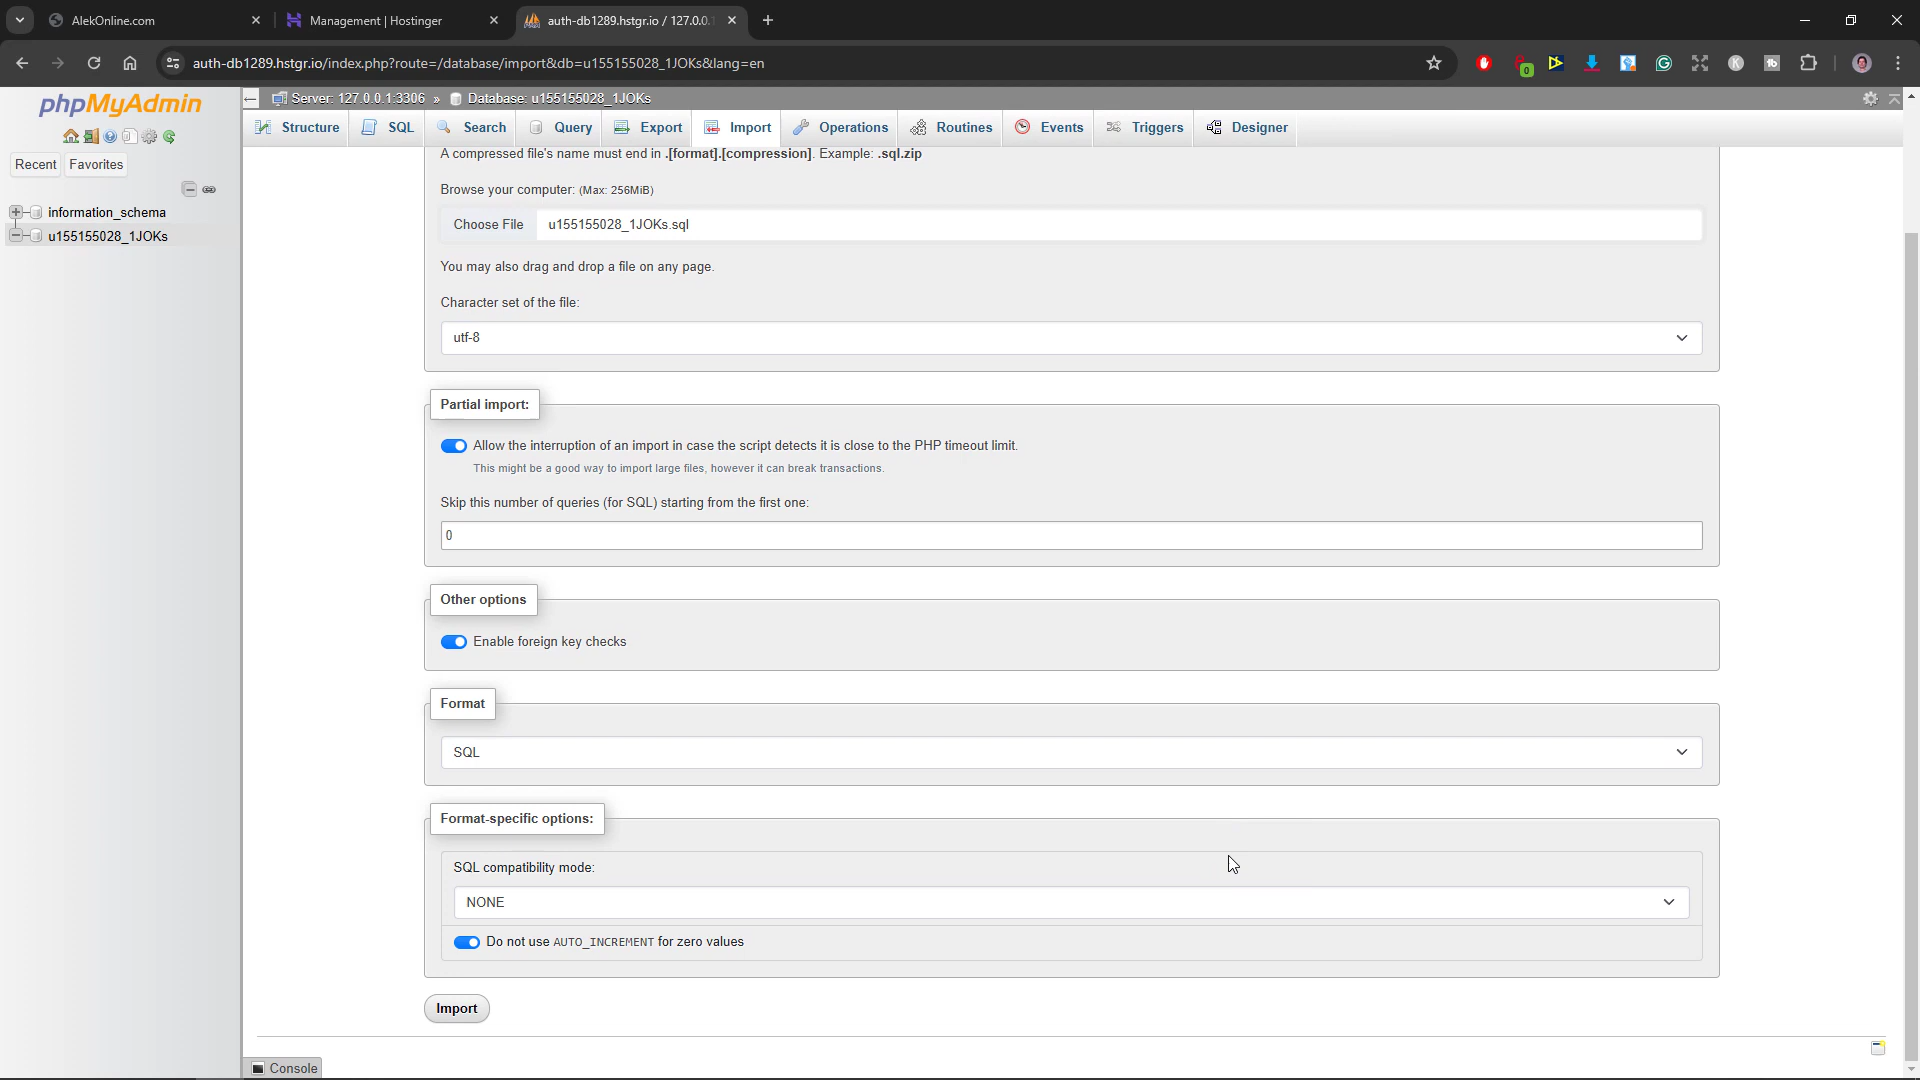 AlekOnline.com
Management | Hostinger
auth-db1289.hstgr.io / 127.0.0.
auth-db1289.hstgr.io/index.php?route=/database/import&db=u155155028_1JOKs&lang=en
phpMyAdmin
Recent
Favorites
information_schema
u155155028_1JOKs
Server: 127.0.0.1:3306 » Database: u155155028_1JOKs
Structure
SQL
Search
Query
Export
Import
Operations
Routines
Events
Triggers
Designer
A compressed file's name must end in .[format].[compression]. Example: .sql.zip
Browse your computer: (Max: 256MiB)
Choose File
u155155028_1JOKs.sql
You may also drag and drop a file on any page.
Character set of the file:
utf-8
Partial import:
Allow the interruption of an import in case the script detects it is close to the PHP timeout limit.
This might be a good way to import large files, however it can break transactions.
Skip this number of queries (for SQL) starting from the first one:
0
Other options
Enable foreign key checks
Format
SQL
Format-specific options:
SQL compatibility mode:
NONE
Do not use AUTO_INCREMENT for zero values
Import
Console